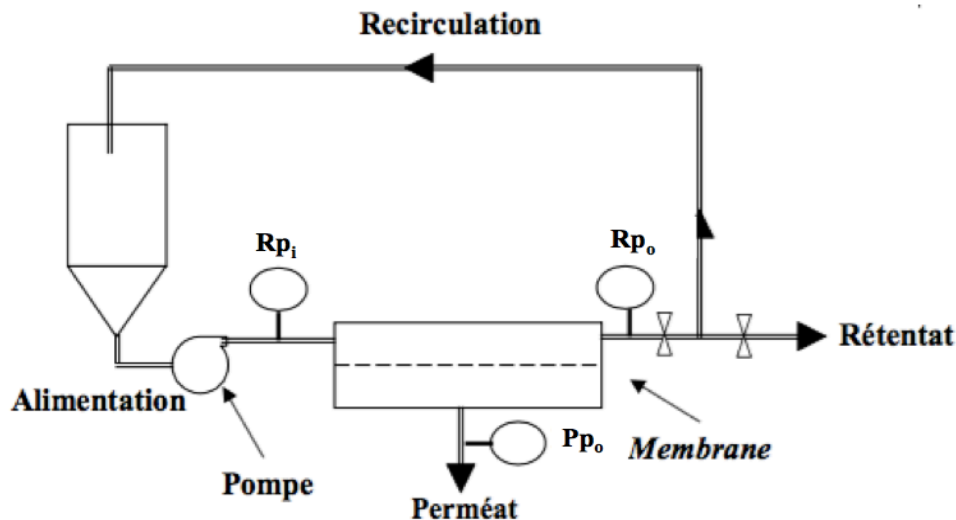 Recirculation
Rpᵢ
Rpₒ
Rétentat
Alimentation
Ppₒ
Membrane
Pompe
Perméat